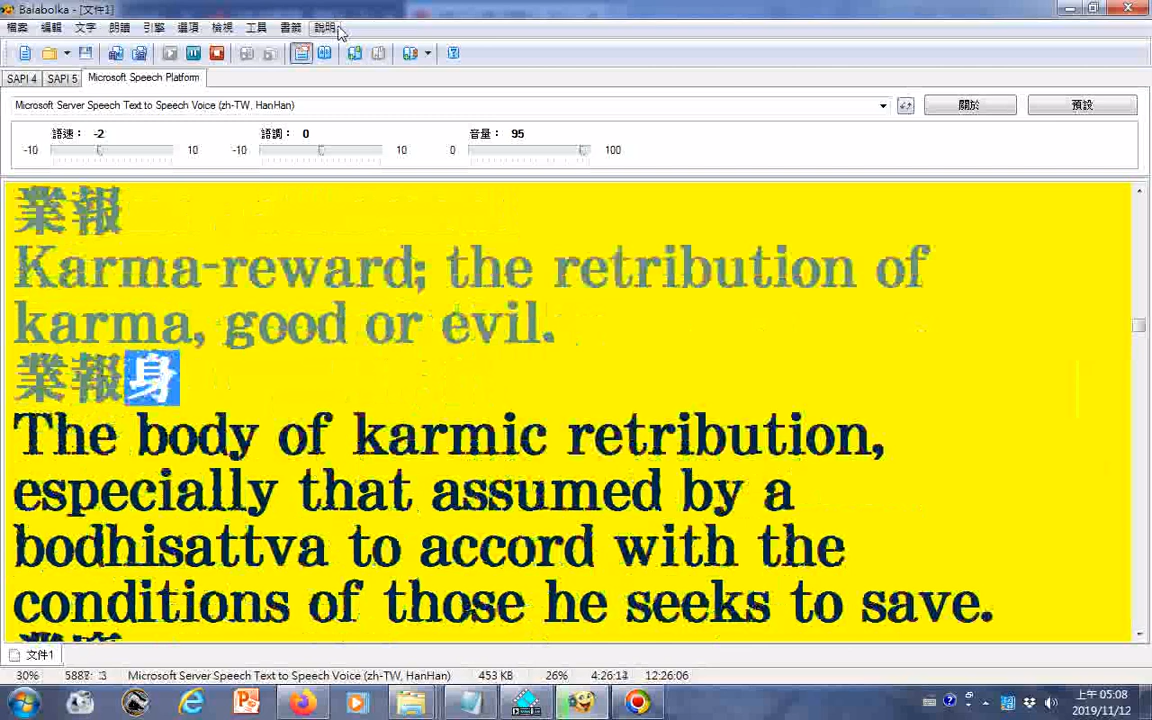 Balabolka - [文件1]
檔案 編輯 文字 朗讀 引擎 選項 檢視 工具 書籤 說明
SAPI 4 SAPI 5 Microsoft Speech Platform
Microsoft Server Speech Text to Speech Voice (zh-TW, HanHan) 關於 預設
語速： -2 語調： 0 音量： 95
-10 10 -10 10 0 100
業報
Karma-reward; the retribution of
karma, good or evil.
業報身
The body of karmic retribution,
especially that assumed by a
bodhisattva to accord with the
conditions of those he seeks to save.
文件1
30% 5887: 3 Microsoft Server Speech Text to Speech Voice (zh-TW, HanHan) 453 KB 26% 4:26:13 12:26:06
上午 05:08
2019/11/12